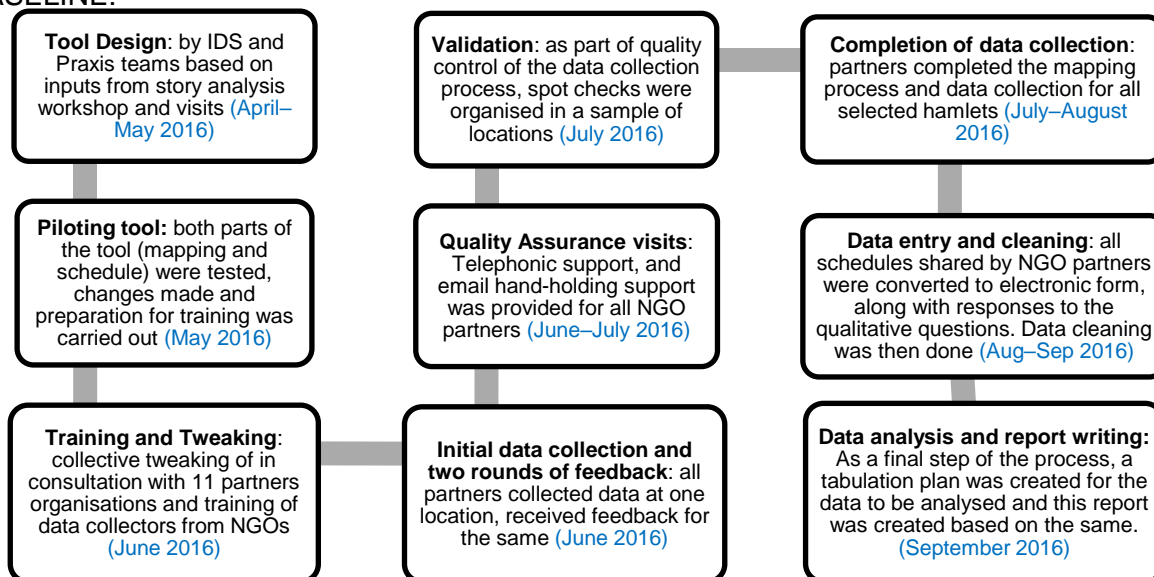 Tool Design: by IDS and
Praxis teams based on
inputs from story analysis
workshop and visits (April–
May 2016)
Piloting tool: both parts of
the tool (mapping and
schedule) were tested,
changes made and
preparation for training was
carried out (May 2016)
Training and Tweaking:
collective tweaking of in
consultation with 11 partners
organisations and training of
data collectors from NGOs
(June 2016)
Initial data collection and
two rounds of feedback: all
partners collected data at one
location, received feedback for
the same (June 2016)
Quality Assurance visits:
Telephonic support, and
email hand-holding support
was provided for all NGO
partners (June–July 2016)
Validation: as part of quality
control of the data collection
process, spot checks were
organised in a sample of
locations (July 2016)
Completion of data collection:
partners completed the mapping
process and data collection for all
selected hamlets (July–August
2016)
Data entry and cleaning: all
schedules shared by NGO partners
were converted to electronic form,
along with responses to the
qualitative questions. Data cleaning
was then done (Aug–Sep 2016)
Data analysis and report writing:
As a final step of the process, a
tabulation plan was created for the
data to be analysed and this report
was created based on the same.
(September 2016)